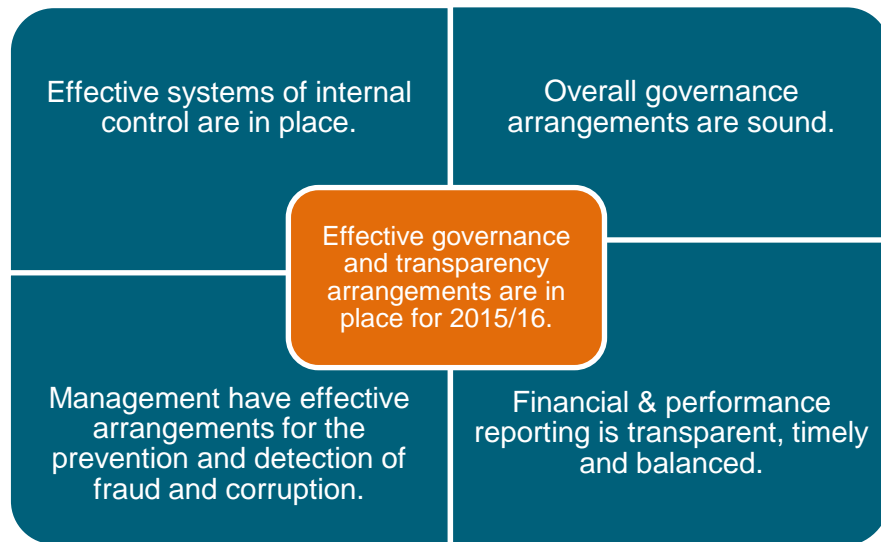 Effective systems of internal
control are in place.
Overall governance
arrangements are sound.
Effective governance
and transparency
arrangements are in
place for 2015/16.
Management have effective
arrangements for the
prevention and detection of
fraud and corruption.
Financial & performance
reporting is transparent, timely
and balanced.